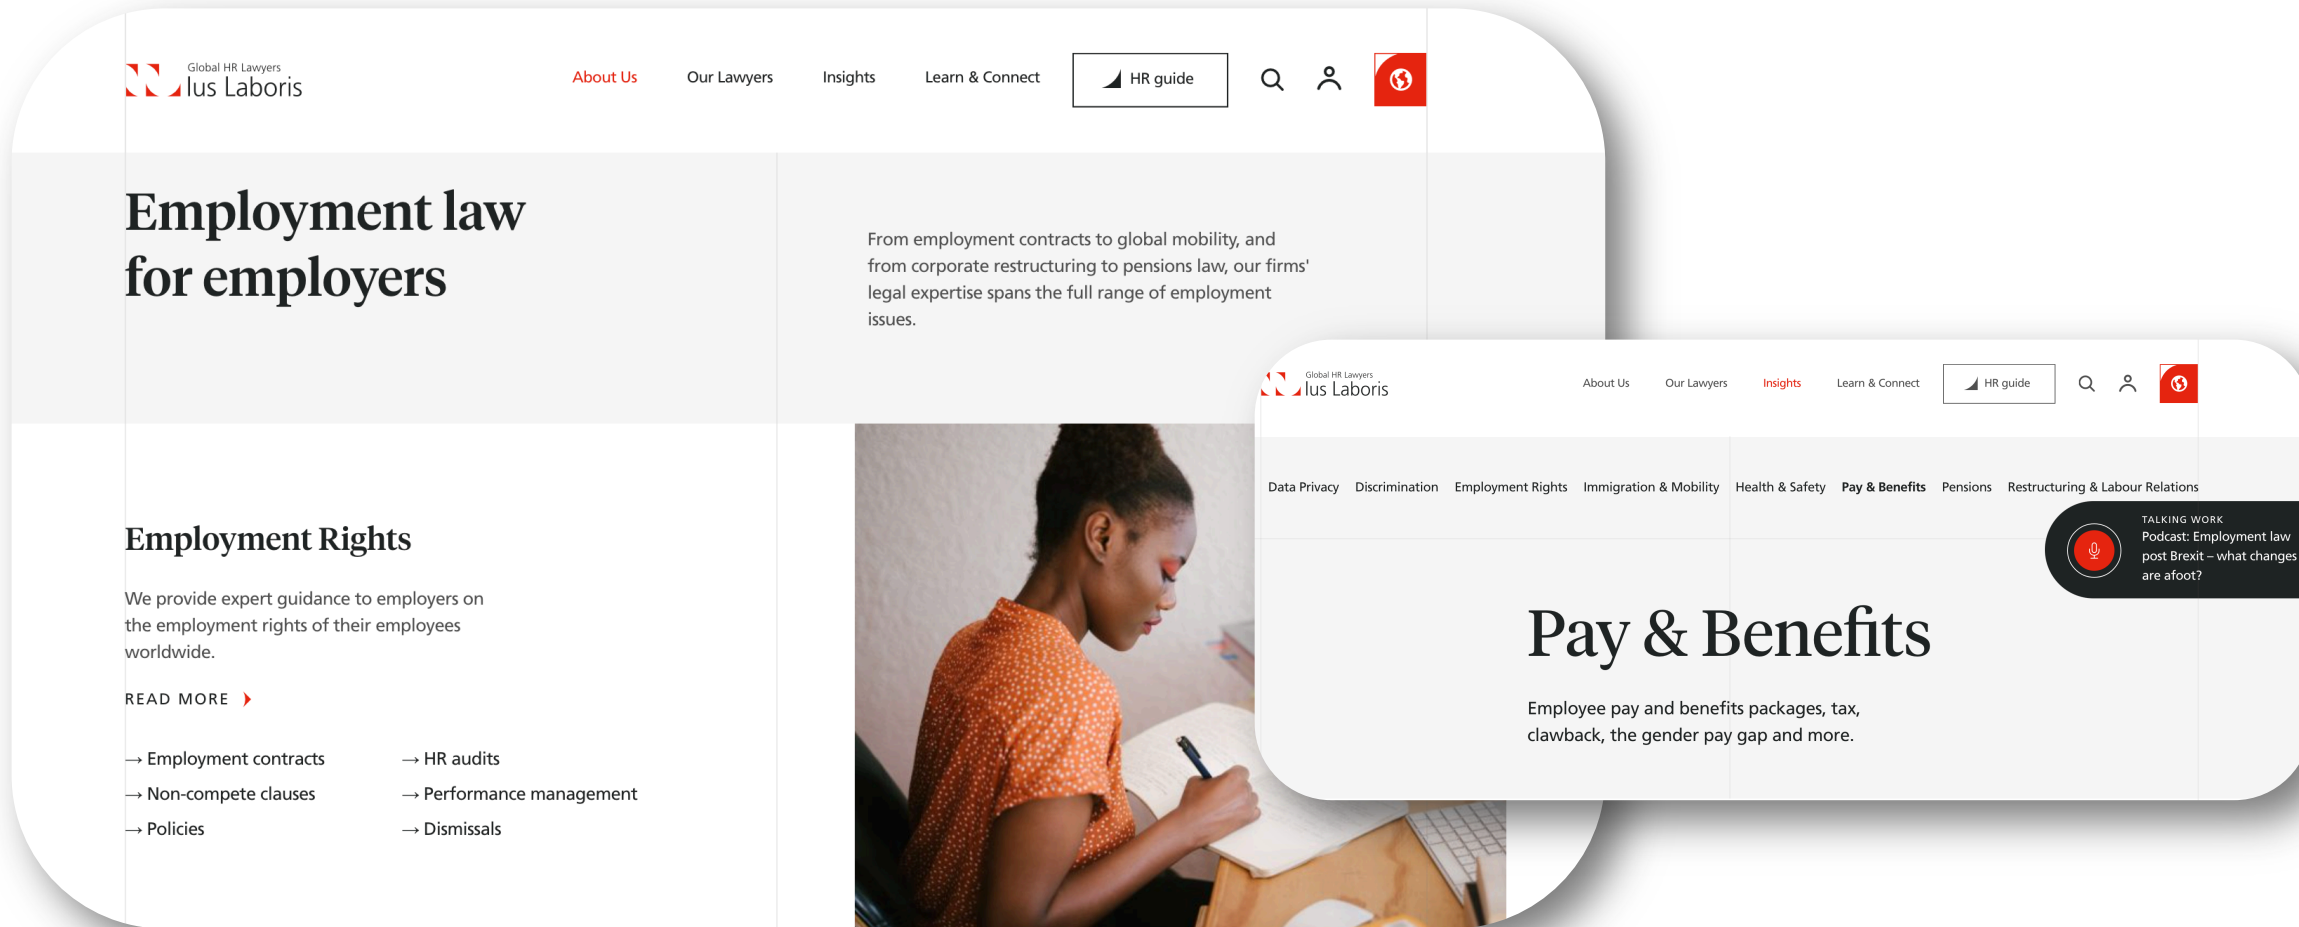 Global HR Lawyers
Ius Laboris
About Us
Our Lawyers
Insights
Learn & Connect
HR guide
Employment law
for employers
From employment contracts to global mobility, and
from corporate restructuring to pensions law, our firms'
legal expertise spans the full range of employment
issues.
Employment Rights
We provide expert guidance to employers on
the employment rights of their employees
worldwide.
READ MORE
→ Employment contracts
→ HR audits
→ Non-compete clauses
→ Performance management
→ Policies
→ Dismissals
Global HR Lawyers
Ius Laboris
About Us
Our Lawyers
Insights
Learn & Connect
HR guide
Data Privacy
Discrimination
Employment Rights
Immigration & Mobility
Health & Safety
Pay & Benefits
Pensions
Restructuring & Labour Relations
TALKING WORK
Podcast: Employment law
post Brexit – what changes
are afoot?
Pay & Benefits
Employee pay and benefits packages, tax,
clawback, the gender pay gap and more.